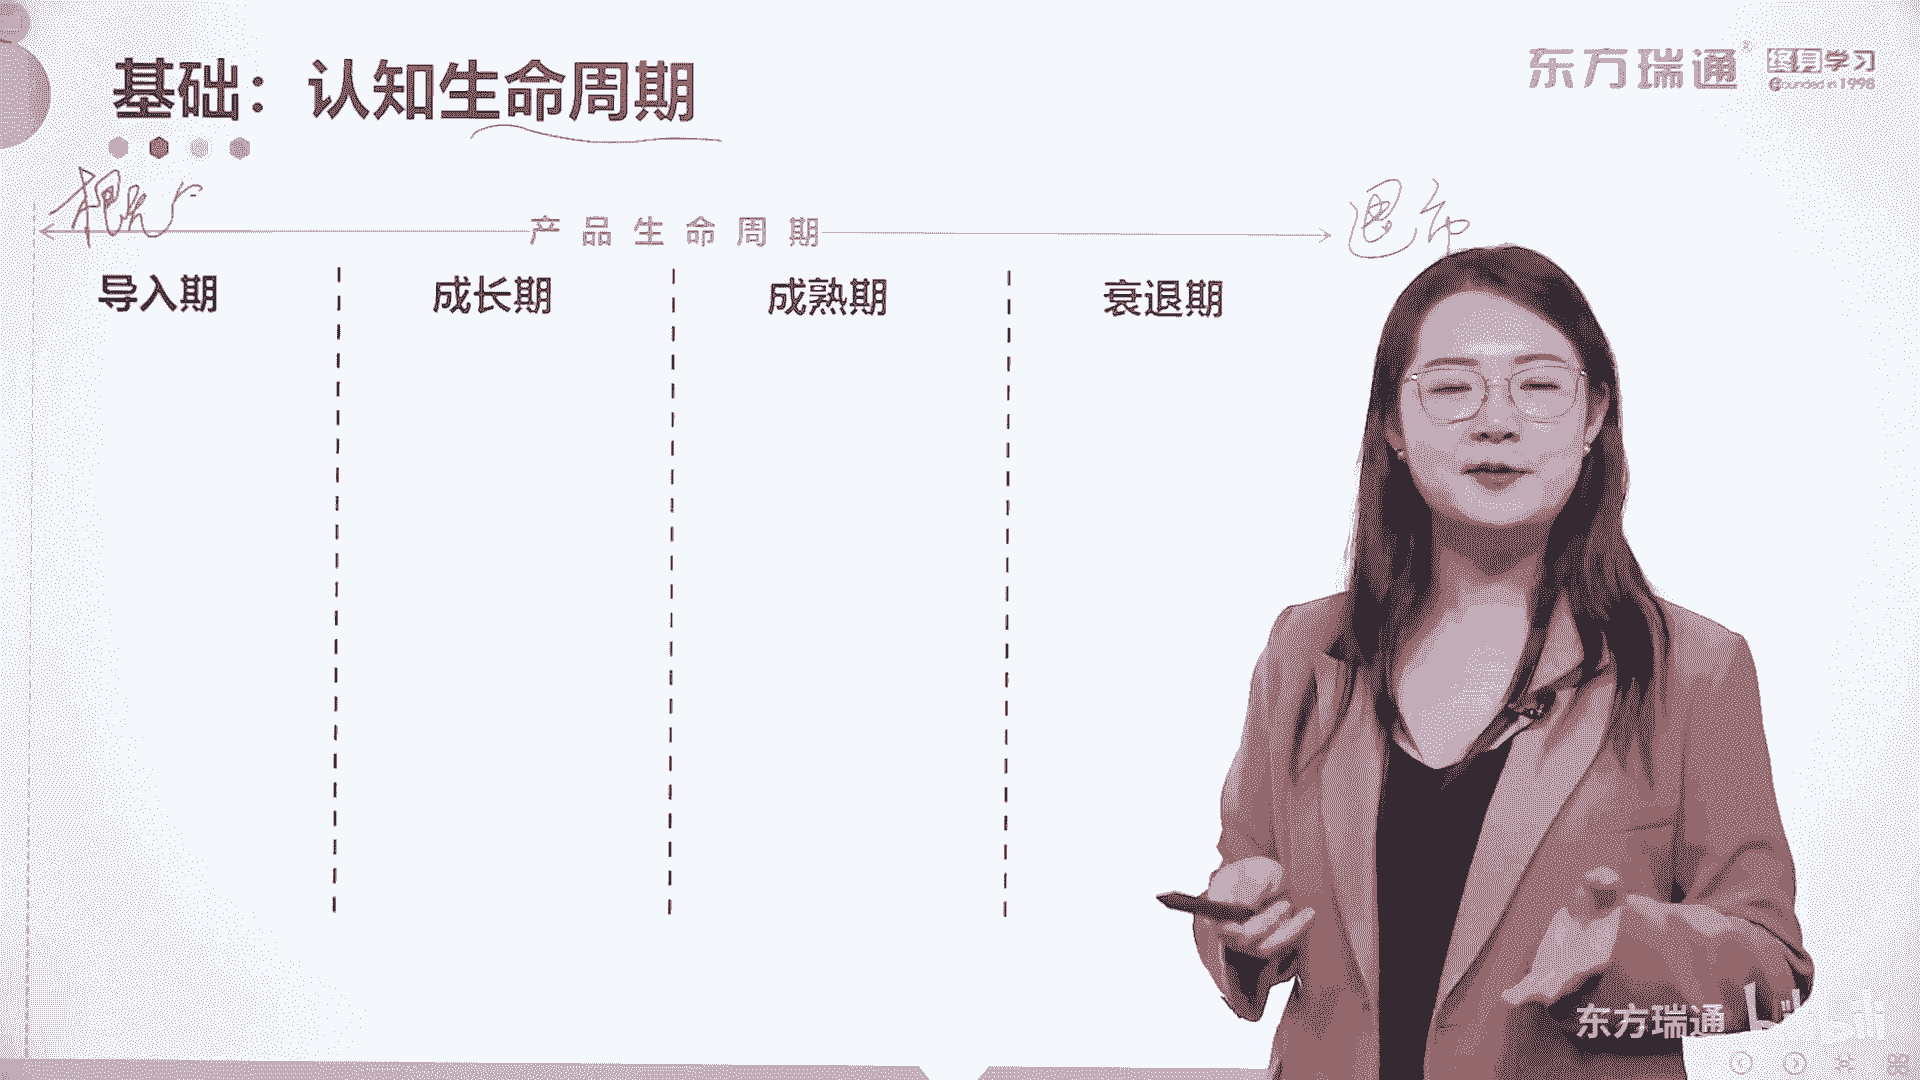 基础：认知生命周期
东方瑞通® 终身学习
Founded in 1998
概念
退市
产品生命周期
导入期 成长期 成熟期 衰退期
东方瑞通 bilibili